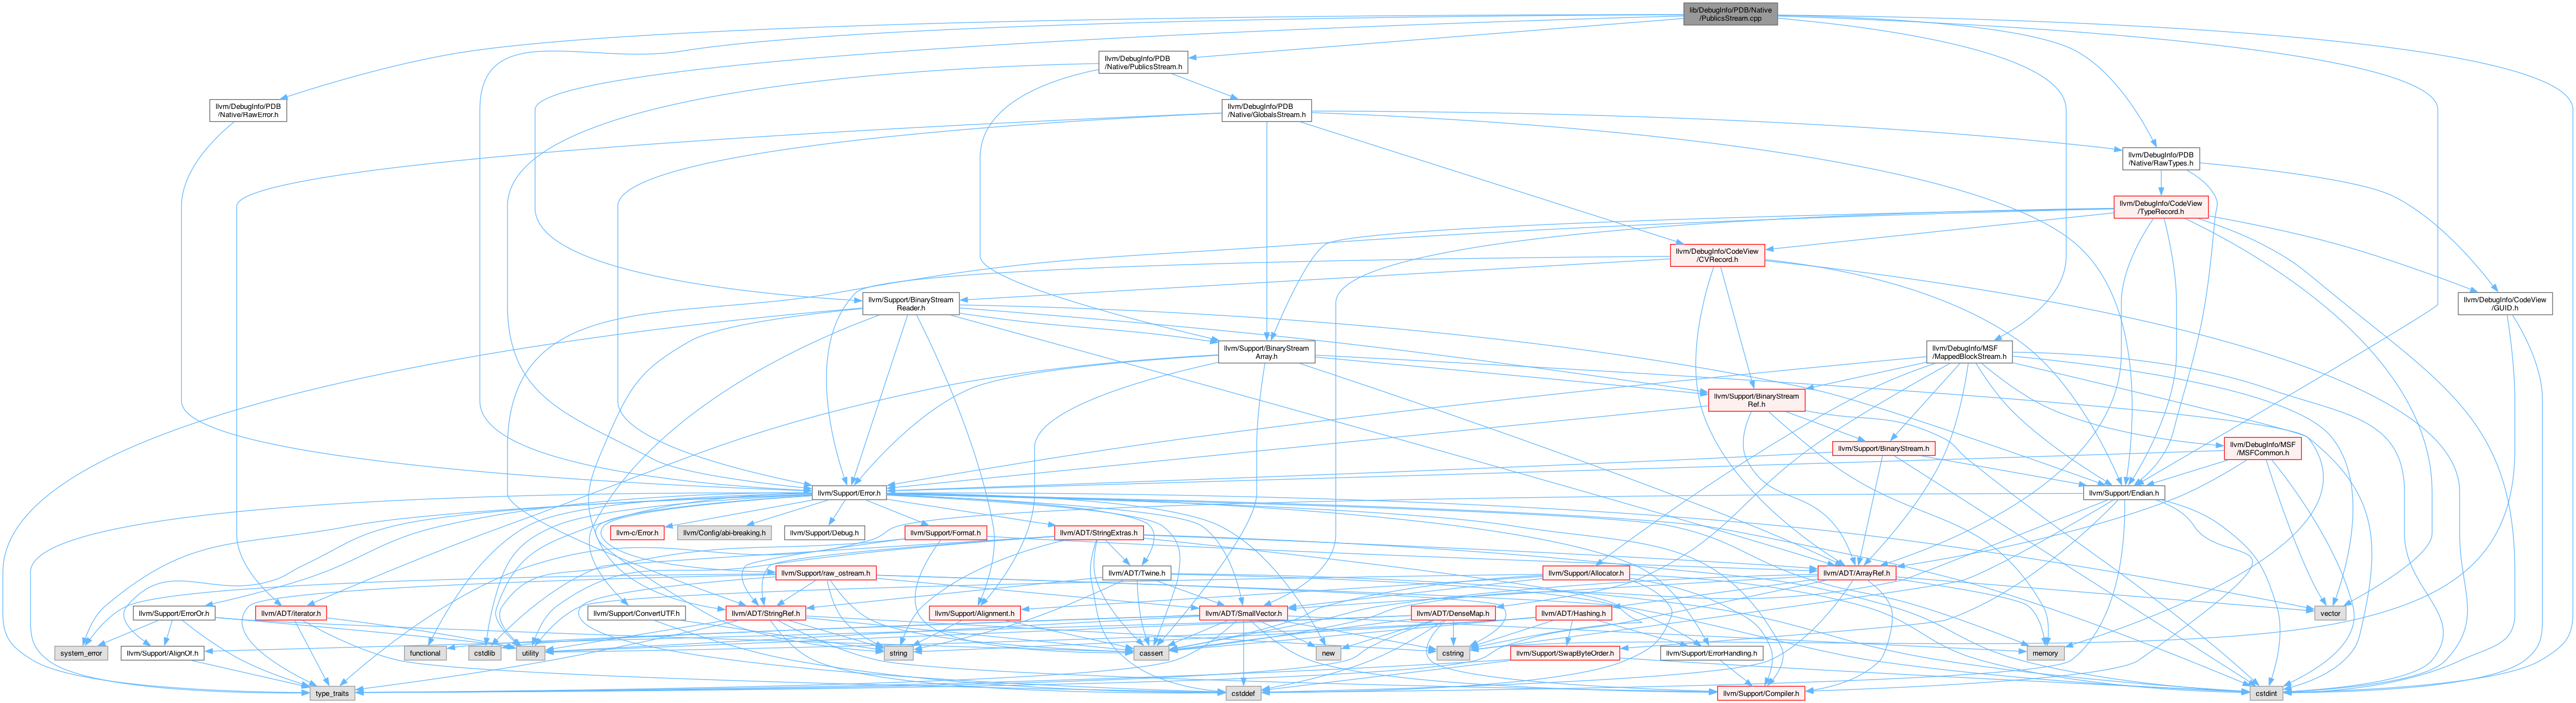 lib/DebugInfo/PDB/Native
/PublicsStream.cpp
llvm/DebugInfo/PDB
/Native/PublicsStream.h
llvm/DebugInfo/PDB
/Native/RawError.h
llvm/DebugInfo/PDB
/Native/GlobalsStream.h
llvm/DebugInfo/PDB
/Native/RawTypes.h
llvm/DebugInfo/CodeView
/TypeRecord.h
llvm/DebugInfo/CodeView
/CVRecord.h
llvm/Support/BinaryStream
Reader.h
llvm/DebugInfo/CodeView
/GUID.h
llvm/Support/BinaryStream
Array.h
llvm/DebugInfo/MSF
/MappedBlockStream.h
llvm/Support/BinaryStream
Ref.h
llvm/Support/BinaryStream.h
llvm/DebugInfo/MSF
/MSFCommon.h
llvm/Support/Error.h
llvm/Support/Endian.h
llvm-c/Error.h
llvm/Config/abi-breaking.h
llvm/Support/Debug.h
llvm/Support/Format.h
llvm/ADT/StringExtras.h
llvm/Support/raw_ostream.h
llvm/ADT/Twine.h
llvm/Support/Allocator.h
llvm/ADT/ArrayRef.h
llvm/Support/ErrorOr.h
llvm/ADT/iterator.h
llvm/Support/ConvertUTF.h
llvm/ADT/StringRef.h
llvm/Support/Alignment.h
llvm/ADT/SmallVector.h
llvm/ADT/DenseMap.h
llvm/ADT/Hashing.h
vector
system_error
llvm/Support/AlignOf.h
functional
cstdlib
utility
string
cassert
new
cstring
llvm/Support/SwapByteOrder.h
llvm/Support/ErrorHandling.h
memory
type_traits
cstddef
llvm/Support/Compiler.h
cstdint